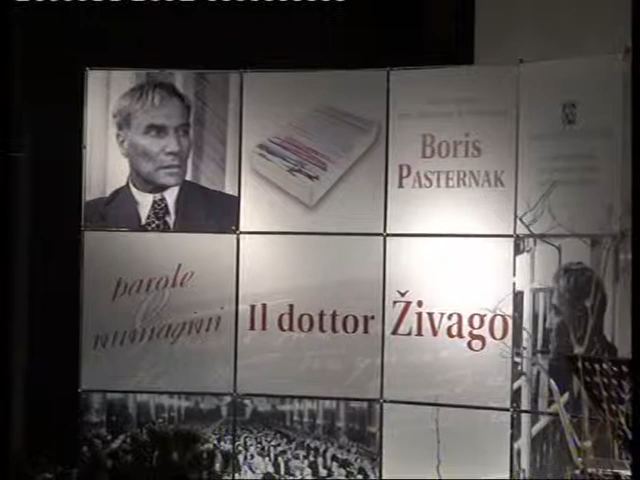 Boris
PASTERNAK
parole
e
immagini
Il dottor Živago